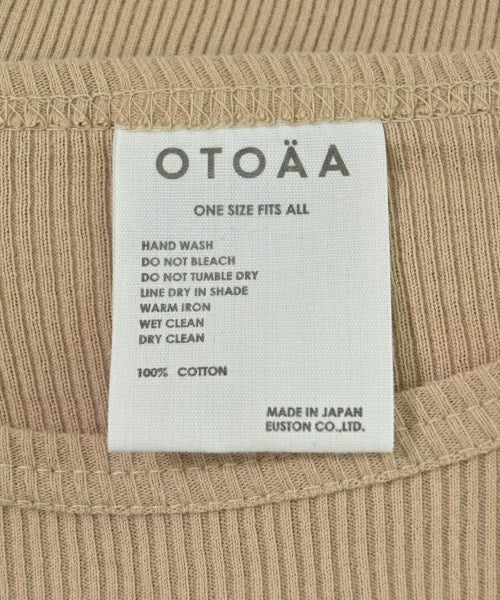 OTOÄA
ONE SIZE FITS ALL
HAND WASH
DO NOT BLEACH
DO NOT TUMBLE DRY
LINE DRY IN SHADE
WARM IRON
WET CLEAN
DRY CLEAN
100% COTTON
MADE IN JAPAN
EUSTON CO.,LTD.